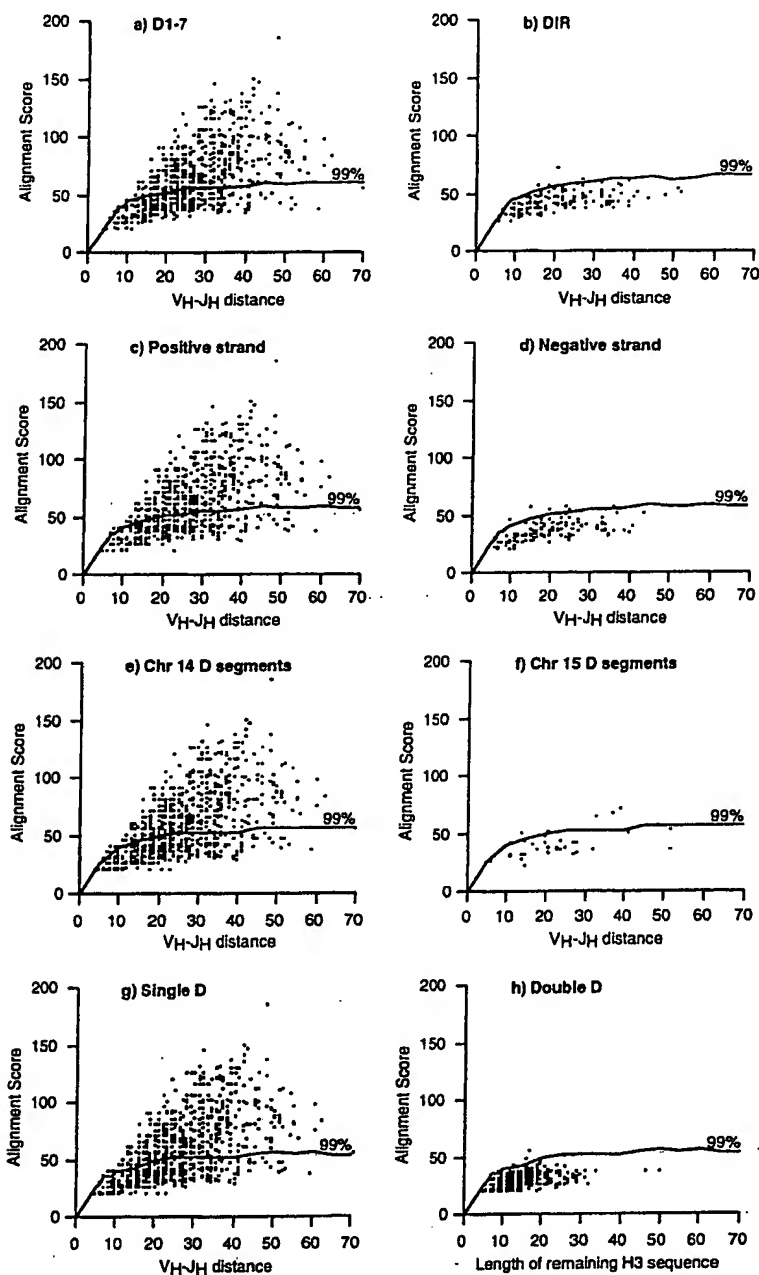 a) D1-7
Alignment Score
200
150
100
50
0
99%
0 10 20 30 40 50 60 70
VH-JH distance
b) DIR
Alignment Score
200
150
100
50
0
99%
0 10 20 30 40 50 60 70
VH-JH distance
c) Positive strand
Alignment Score
200
150
100
50
0
99%
0 10 20 30 40 50 60 70
VH-JH distance
d) Negative strand
Alignment Score
200
150
100
50
0
99%
0 10 20 30 40 50 60 70
VH-JH distance
e) Chr 14 D segments
Alignment Score
200
150
100
50
0
99%
0 10 20 30 40 50 60 70
VH-JH distance
f) Chr 15 D segments
Alignment Score
200
150
100
50
0
99%
0 10 20 30 40 50 60 70
VH-JH distance
g) Single D
Alignment Score
200
150
100
50
0
99%
0 10 20 30 40 50 60 70
VH-JH distance
h) Double D
Alignment Score
200
150
100
50
0
99%
0 10 20 30 40 50 60 70
Length of remaining H3 sequence